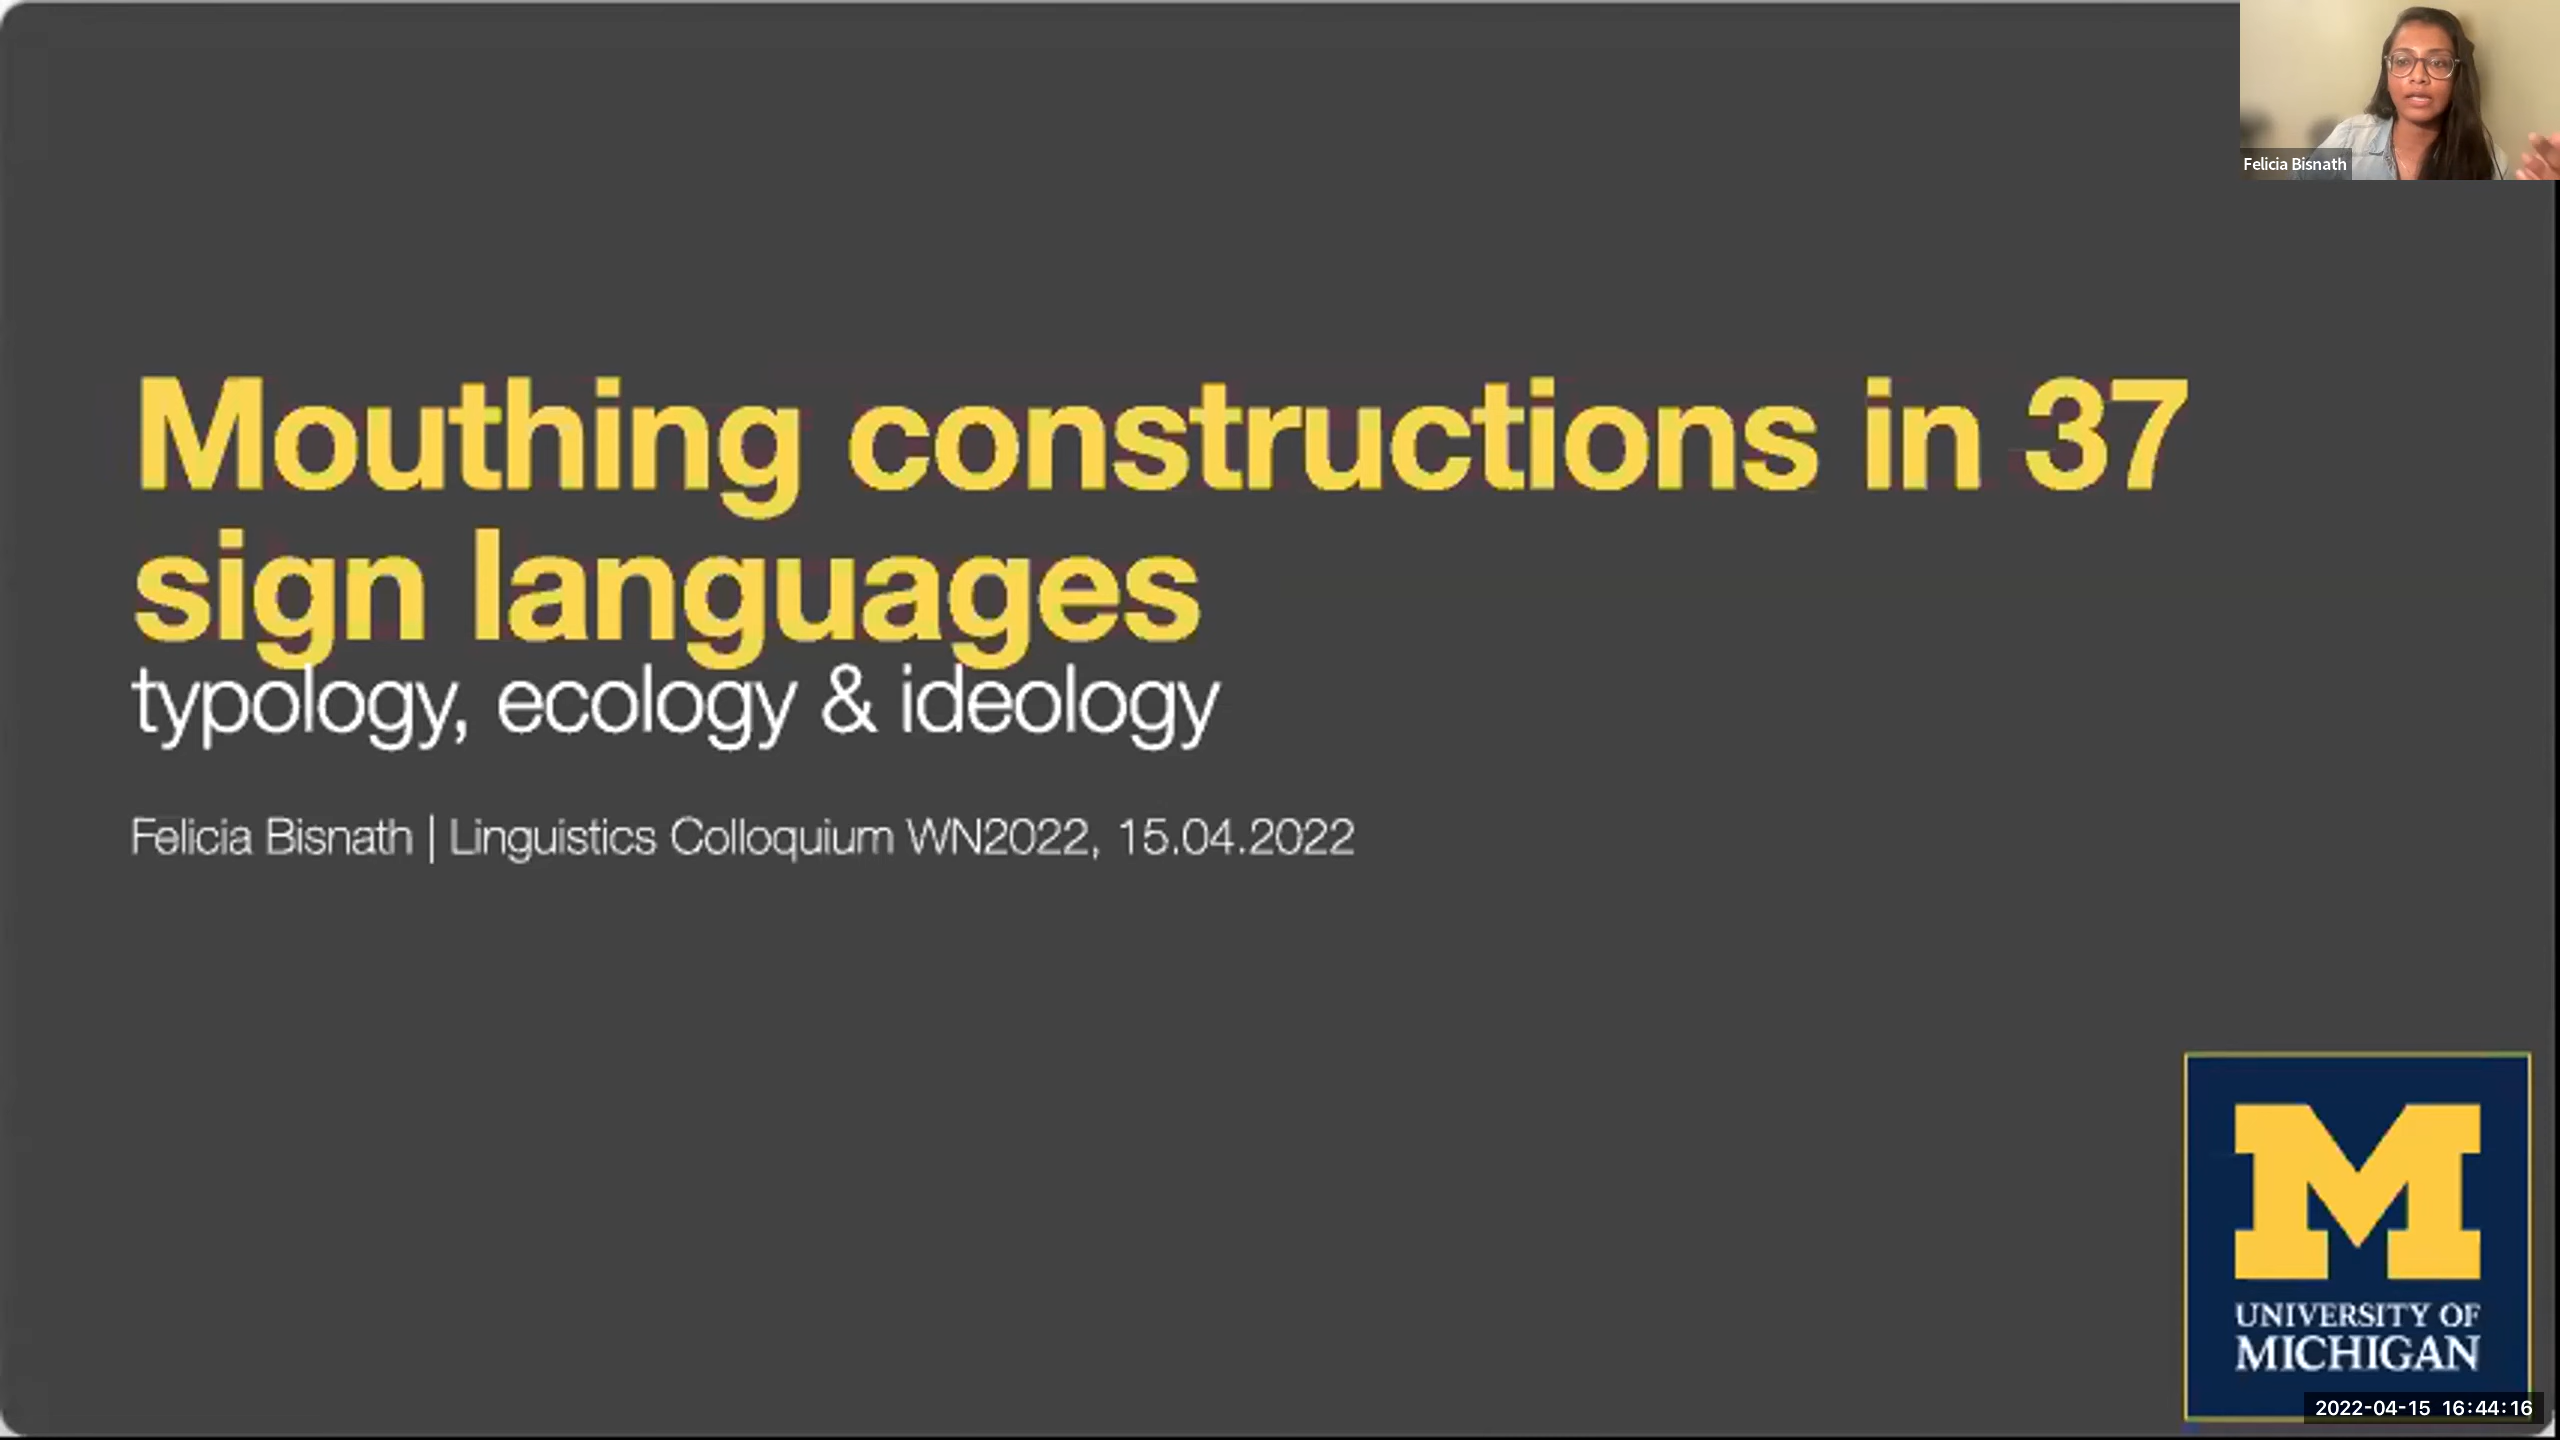 Felicia Bisnath
Mouthing constructions in 37
sign languages
typology, ecology & ideology
Felicia Bisnath | Linguistics Colloquium WN2022, 15.04.2022
M
UNIVERSITY OF
MICHIGAN
2022-04-15 16:44:16